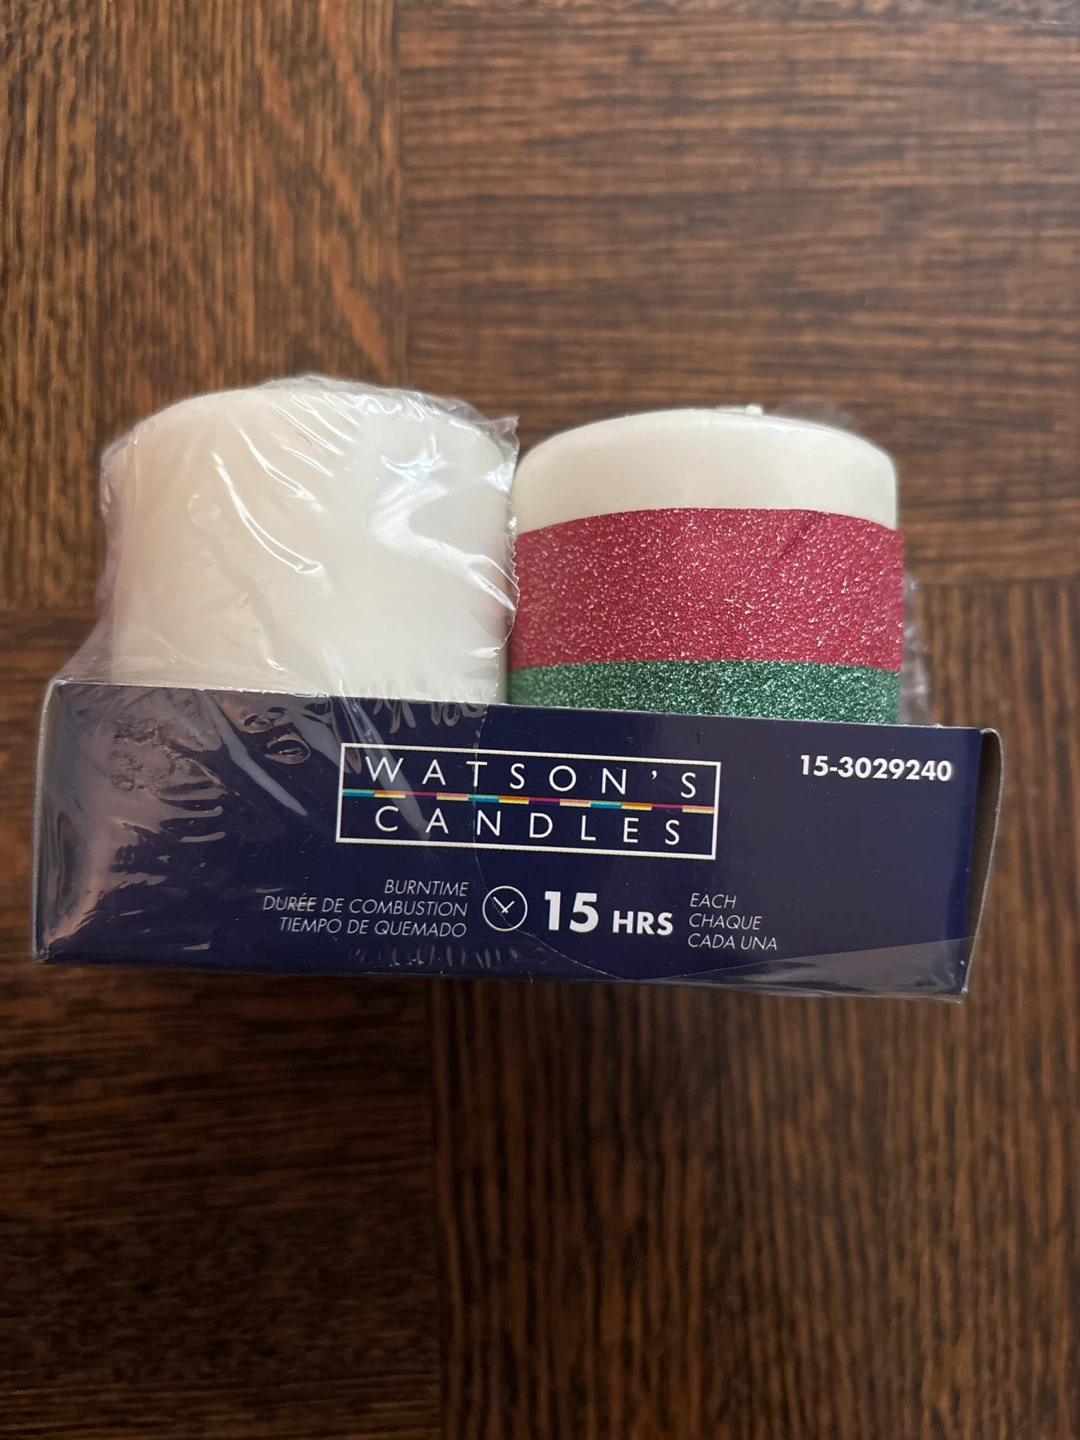 WATSON'S
CANDLES
15-3029240
BURNTIME
DURÉE DE COMBUSTION
TIEMPO DE QUEMADO
15 HRS
EACH
CHAQUE
CADA UNA